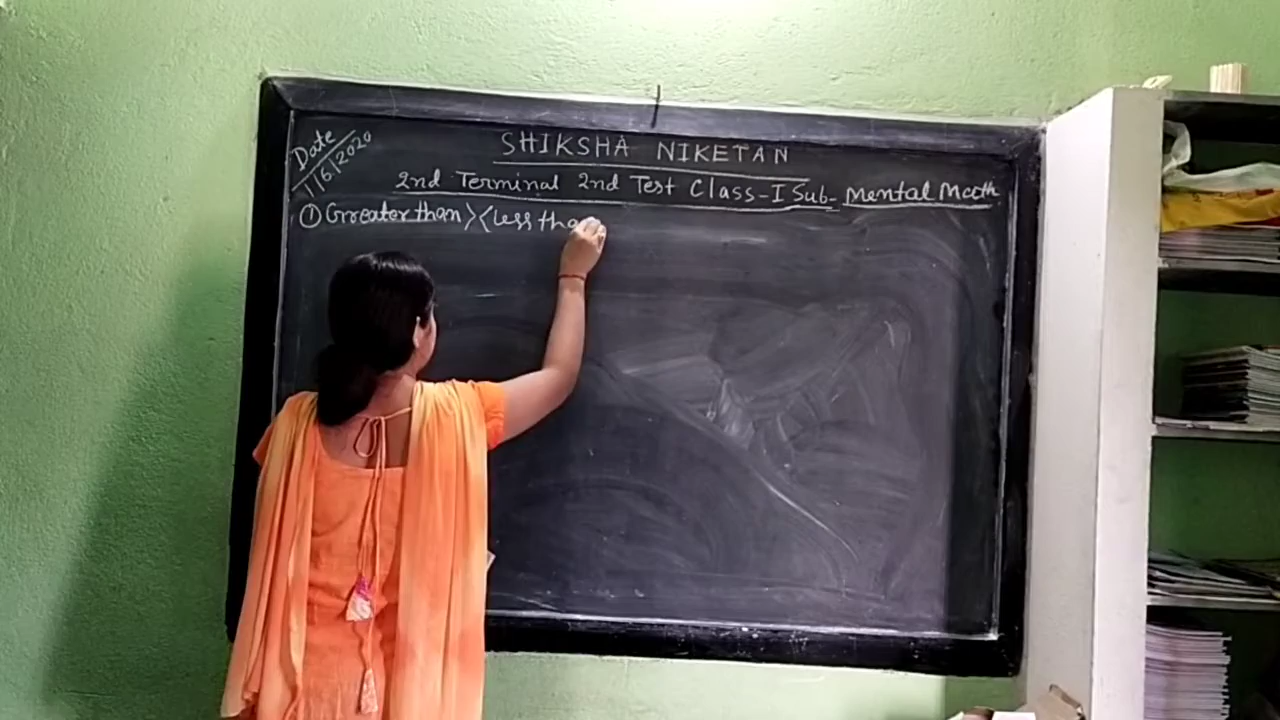 Date
1/6/2020
SHIKSHA NIKETAN
2nd Terminal 2nd Test Class-I Sub- Mental Math
① Greater than > < less tha